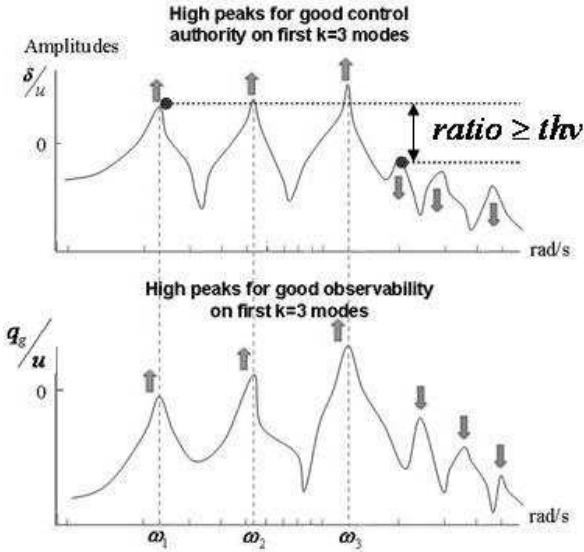 High peaks for good control
authority on first k=3 modes
Amplitudes
δ/u
0
ratio ≥ thv
rad/s
High peaks for good observability
on first k=3 modes
q_g/u
0
rad/s
ω₁ ω₂ ω₃